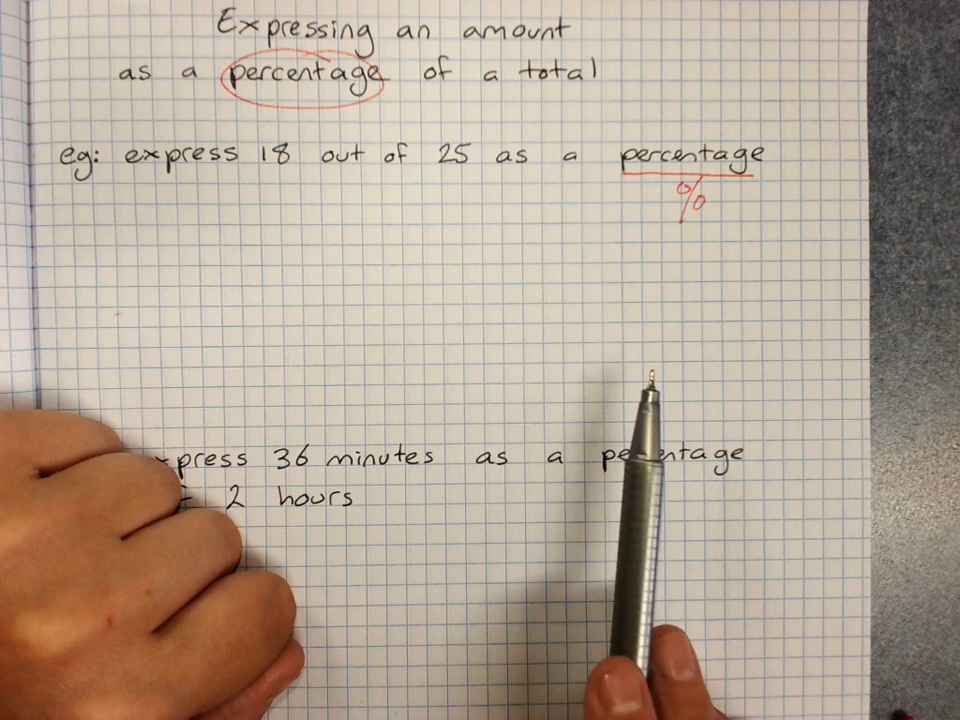 Expressing an amount
as a percentage of a total
eg: express 18 out of 25 as a percentage
%
36 minutes as a
2 hours